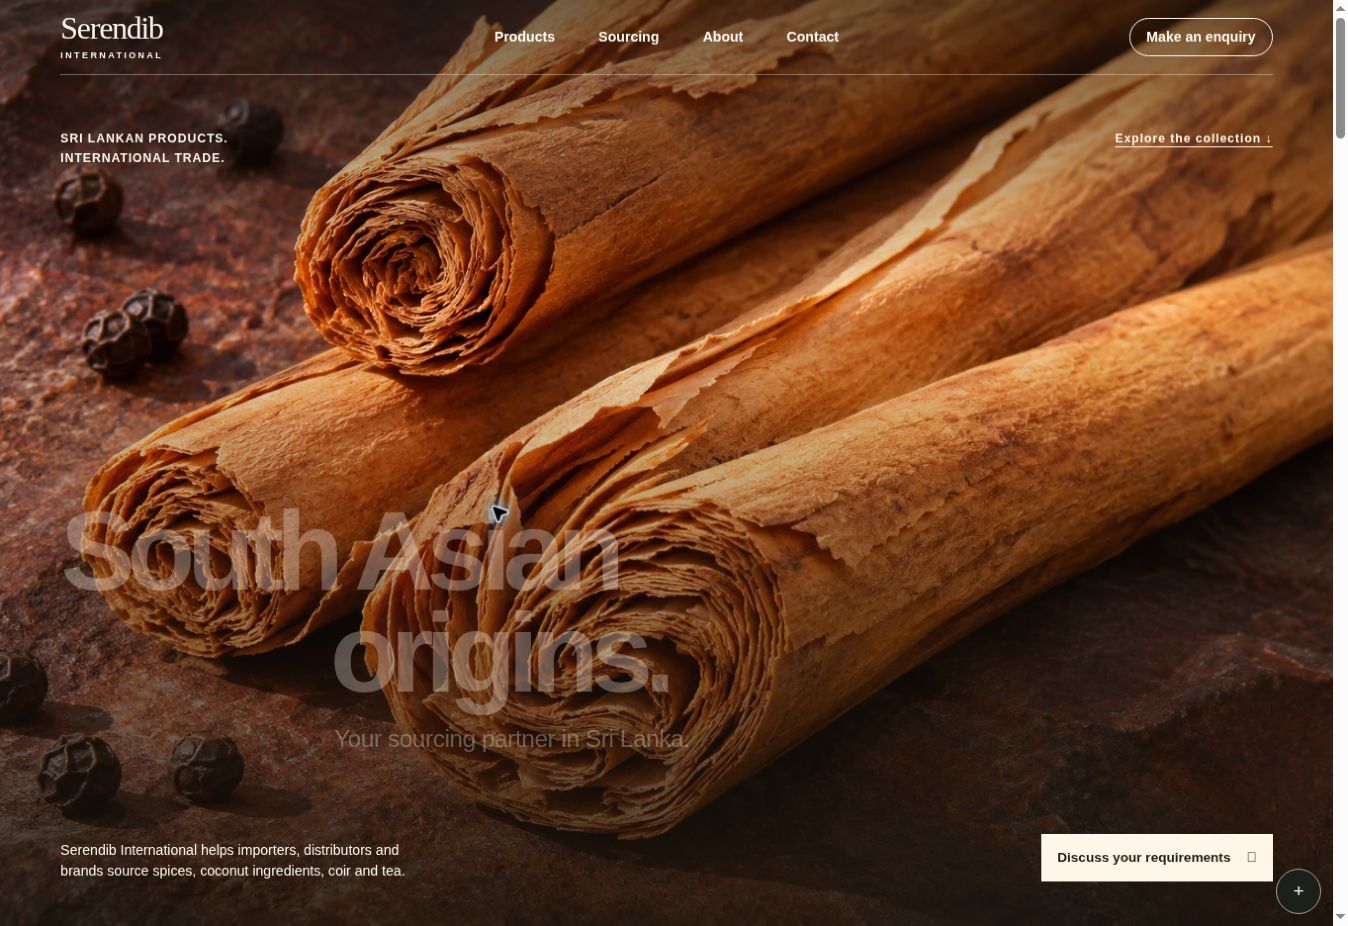 Serendib
INTERNATIONAL
Products
Sourcing
About
Contact
Make an enquiry
SRI LANKAN PRODUCTS.
INTERNATIONAL TRADE.
Explore the collection ↓
South Asian
origins.
Your sourcing partner in Sri Lanka.
Serendib International helps importers, distributors and
brands source spices, coconut ingredients, coir and tea.
Discuss your requirements
+